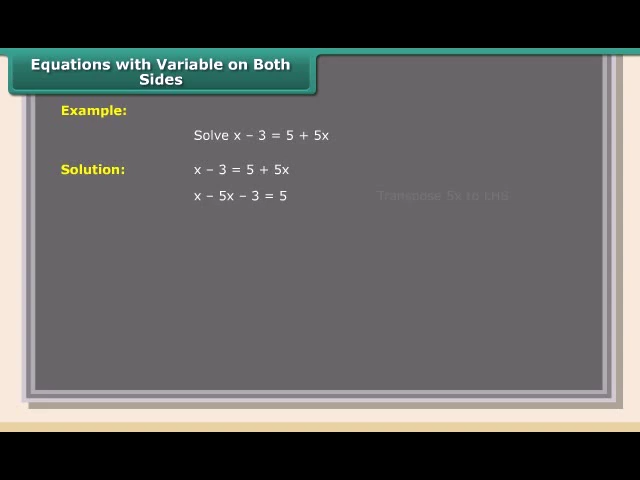 Equations with Variable on Both
Sides
Example:
Solve x – 3 = 5 + 5x
Solution:
x – 3 = 5 + 5x
x – 5x – 3 = 5
Transpose 5x to LHS